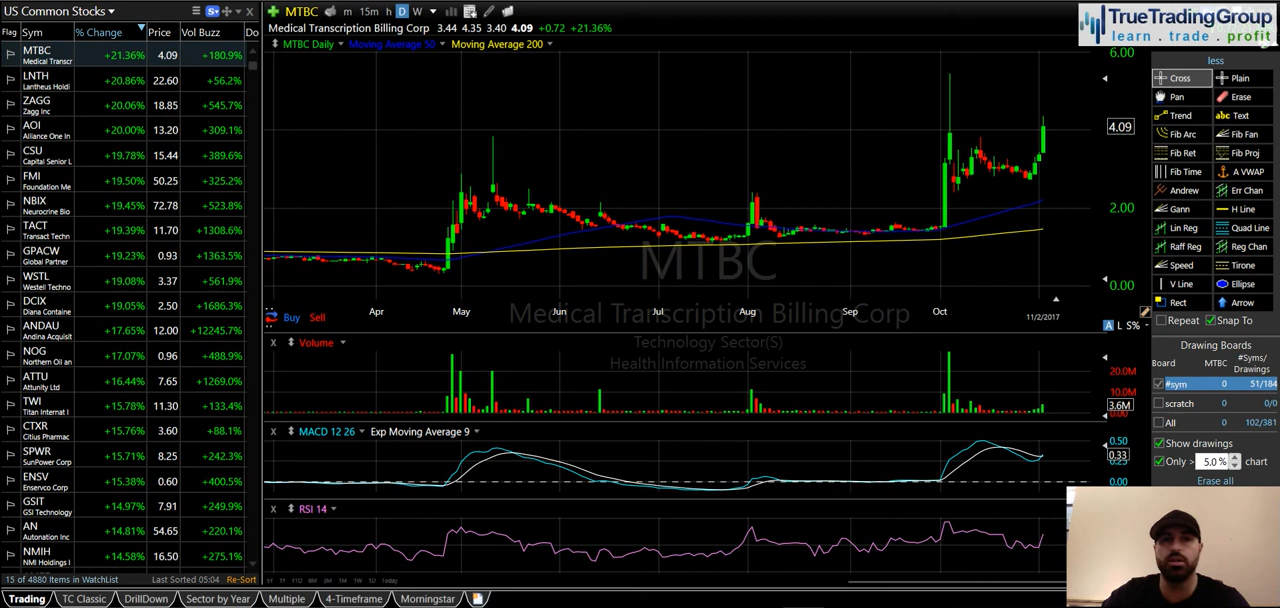 US Common Stocks
Flag Sym % Change Price Vol Buzz Do
MTBC +21.36% 4.09 +180.9%
Medical Transcr
LNTH +20.86% 22.60 +56.2%
Lantheus Holdi
ZAGG +20.06% 18.85 +545.7%
Zagg Inc
AOI +20.00% 13.20 +309.1%
Alliance One In
CSU +19.78% 15.44 +389.6%
Capital Senior L
FMI +19.50% 50.25 +325.2%
Foundation Me
NBIX +19.45% 72.78 +523.8%
Neurocrine Bio
TACT +19.39% 11.70 +1308.6%
Transact Techn
GPACW +19.23% 0.93 +1363.5%
Global Partner
WSTL +19.08% 3.37 +561.9%
Westell Techno
DCIX +19.05% 2.50 +1686.3%
Diana Containe
ANDAU +17.65% 12.00 +12245.7%
Andina Acquisit
NOG +17.07% 0.96 +488.9%
Northern Oil an
ATTU +16.44% 7.65 +1269.0%
Attunity Ltd
TWI +15.78% 11.30 +133.4%
Titan Internat I
CTXR +15.76% 3.60 +88.1%
Citius Pharmac
SPWR +15.71% 8.25 +242.3%
SunPower Corp
ENSV +15.38% 0.60 +400.5%
Enservco Corp
GSIT +14.97% 7.91 +249.9%
GSI Technology
AN +14.81% 54.65 +220.1%
Automation Inc
NMIH +14.58% 16.50 +275.1%
NMI Holdings I
15 of 4880 Items in WatchList Last Sorted 05:04 Re-Sort
Trading TC Classic DrillDown Sector by Year Multiple 4-Timeframe Morningstar
MTBC m 15m h D W
Medical Transcription Billing Corp 3.44 4.35 3.40 4.09 +0.72 +21.36%
MTBC Daily Moving Average 50 Moving Average 200
6.00
4.09
2.00
0.00
MTBC
Medical Transcription Billing Corp
Technology Sector(S)
Health Information Services
Buy Sell
Apr May Jun Jul Aug Sep Oct 11/2/2017
A L S%
X Volume
20.0M
10.0M
3.6M
0.00
X MACD 12 26 Exp Moving Average 9
0.50
0.33
0.25
0.00
X RSI 14
Today
TrueTradingGroup
learn . trade . profit
less
Cross Plain
Pan Erase
Trend abc Text
Fib Arc Fib Fan
Fib Ret Fib Proj
Fib Time A VWAP
Andrew Err Chan
Gann H Line
Lin Reg Quad Line
Raff Reg Reg Chan
Speed Tirone
V Line Ellipse
Rect Arrow
Repeat Snap To
Drawing Boards
Board MTBC #Syms/
Drawings
#sym 0 51/184
scratch 0 0/0
All 0 102/381
Show drawings
Only > 5.0 % chart
Erase all